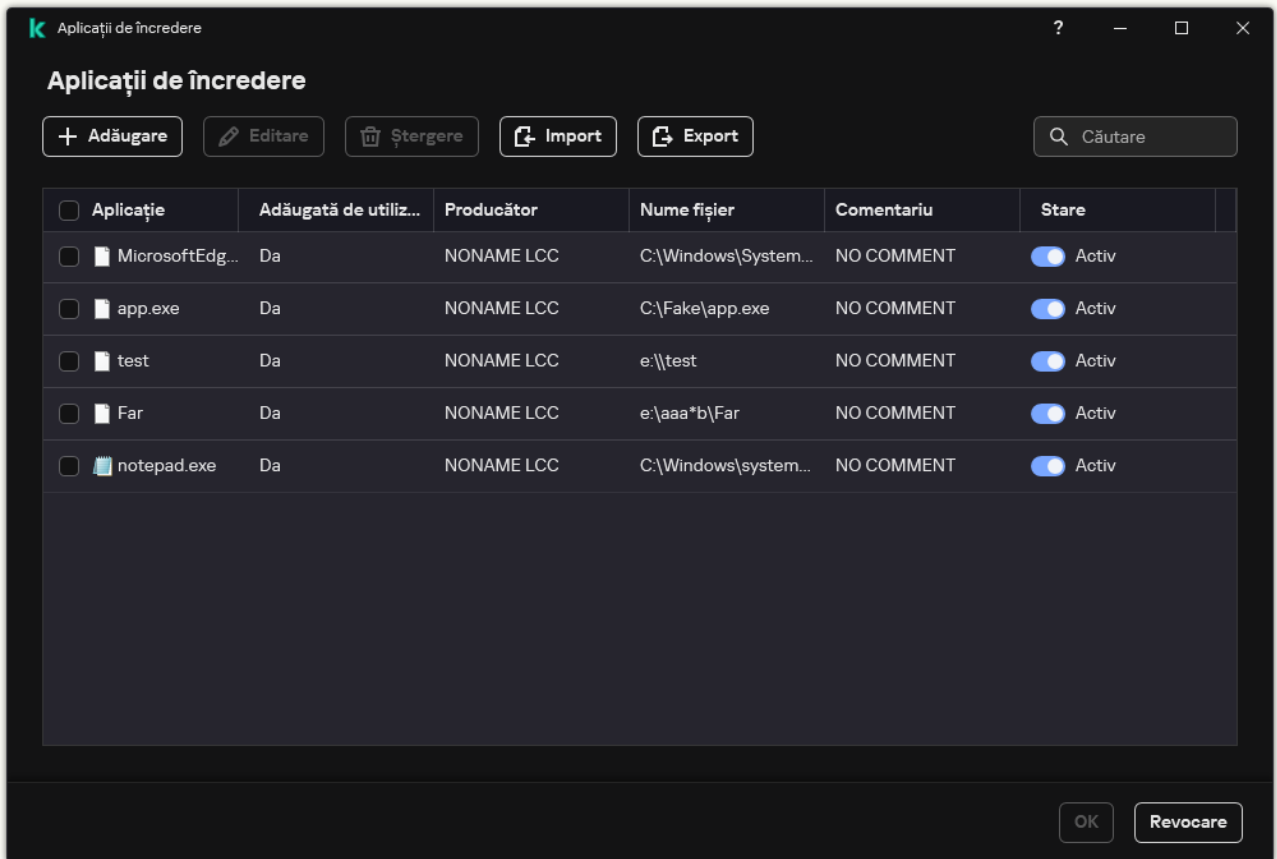 Aplicații de încredere
?
Aplicații de încredere
Adăugare Editare Ștergere Import Export Căutare
Aplicație Adăugată de utiliz... Producător Nume fișier Comentariu Stare
MicrosoftEdg... Da NONAME LCC C:\Windows\System... NO COMMENT Activ
app.exe Da NONAME LCC C:\Fake\app.exe NO COMMENT Activ
test Da NONAME LCC e:\\test NO COMMENT Activ
Far Da NONAME LCC e:\aaa*b\Far NO COMMENT Activ
notepad.exe Da NONAME LCC C:\Windows\system... NO COMMENT Activ
OK Revocare